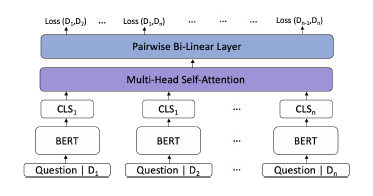 Loss (D1,D2) ... Loss (D1,Dn) ... ... ... Loss (Dn-1,Dn)
Pairwise Bi-Linear Layer
Multi-Head Self-Attention
CLS1 CLS1 ... CLSn
BERT BERT ... BERT
Question | D1 Question | D2 ... Question | Dn